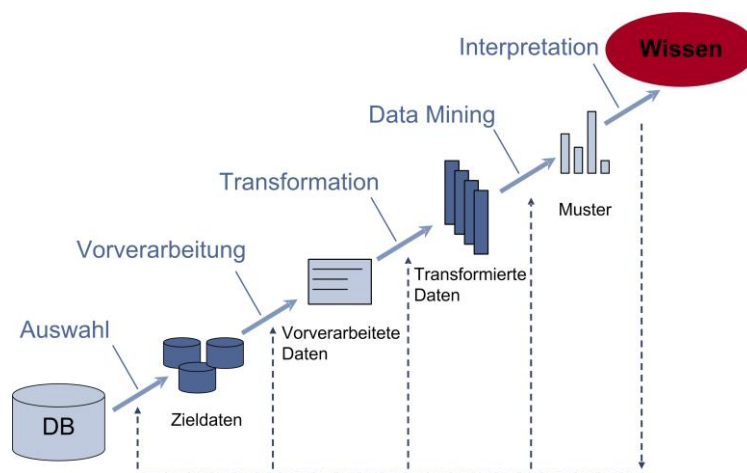 Interpretation
Wissen
Data Mining
Transformation
Muster
Vorverarbeitung
Transformierte
Daten
Auswahl
Vorverarbeitete
Daten
DB
Zieldaten